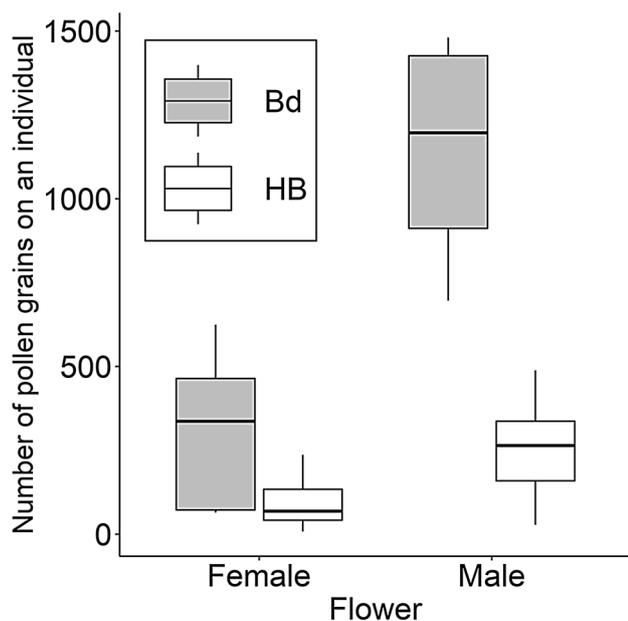 Number of pollen grains on an individual
1500
1000
500
0
Bd
HB
Female
Male
Flower